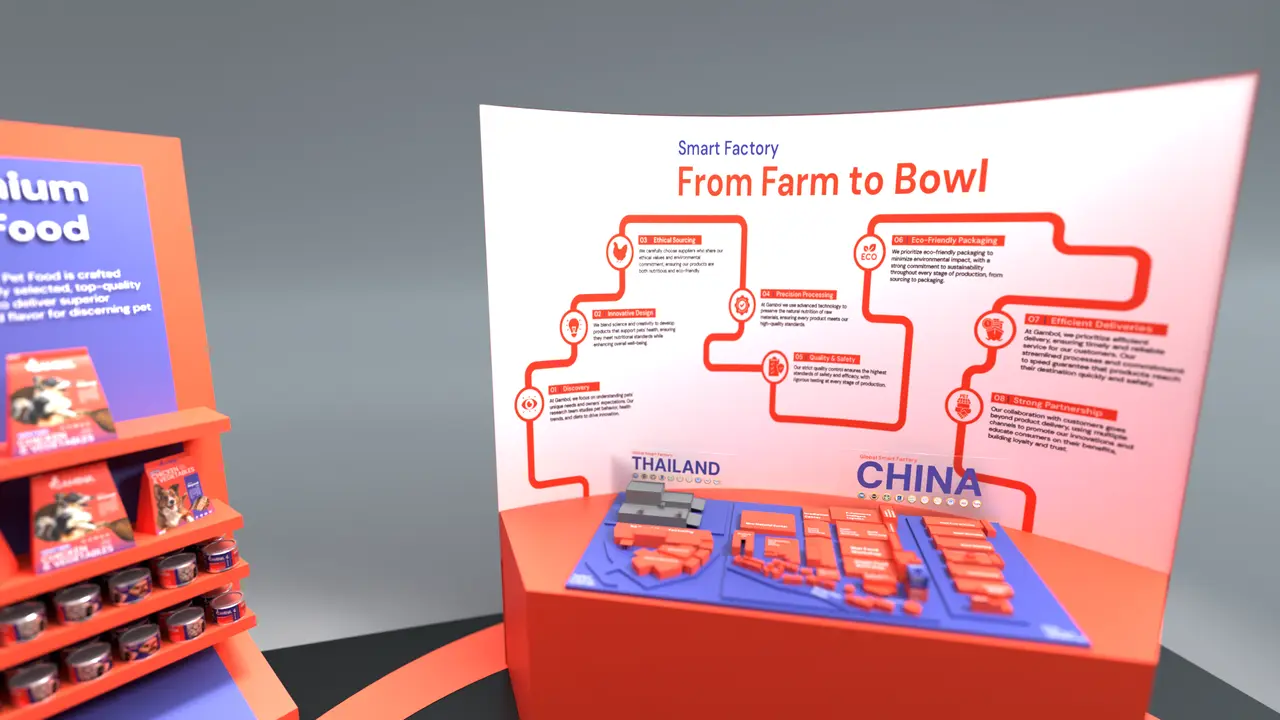 nium
Food
Pet Food is crafted
selected, top-quality
deliver superior
flavor for discerning pet
CHICKEN
& VEGETABLES
Smart Factory
From Farm to Bowl
03 Ethical Sourcing
We carefully choose suppliers who share our
ethical values and environmental
commitment, ensuring our products are
both nutritious and eco-friendly.
02 Innovative Design
We blend science and creativity to develop
products that support pets' health, ensuring
they meet nutritional standards while
enhancing overall well-being.
01 Discovery
At Gambol, we focus on understanding pets'
unique needs and owners' expectations. Our
research team studies pet behavior, health
trends, and diets to drive innovation.
04 Precision Processing
At Gambol we use advanced technology to
preserve the natural nutrition of raw
materials, ensuring every product meets our
high-quality standards.
05 Quality & Safety
Our strict quality control ensures the highest
standards of safety and efficacy, with
rigorous testing at every stage of production.
ECO
06 Eco-Friendly Packaging
We prioritize eco-friendly packaging to
minimize environmental impact, with a
strong commitment to sustainability
throughout every stage of production, from
sourcing to packaging.
07 Efficient Deliveries
At Gambol, we prioritize efficient
delivery, ensuring timely and reliable
service for our customers. Our
streamlined processes and commitment
to speed guarantee that products reach
their destination quickly and safely.
PET
08 Strong Partnership
Our collaboration with customers goes
beyond product delivery, using multiple
channels to promote our innovations and
educate consumers on their benefits,
building loyalty and trust.
Global Smart Factory
THAILAND
Global Smart Factory
CHINA